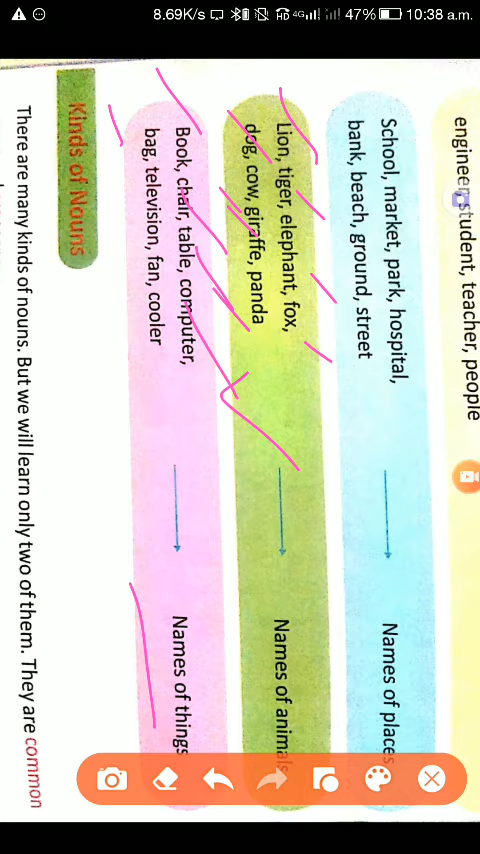 8.69K/s HD 4G 47% 10:38 a.m.
engineer, student, teacher, people
School, market, park, hospital,
bank, beach, ground, street
Names of places
Lion, tiger, elephant, fox,
dog, cow, giraffe, panda
Names of animals
Book, chair, table, computer,
bag, television, fan, cooler
Names of things
Kinds of Nouns
There are many kinds of nouns. But we will learn only two of them. They are common